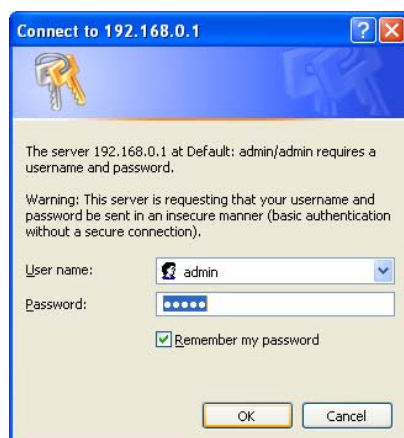 Connect to 192.168.0.1
The server 192.168.0.1 at Default: admin/admin requires a
username and password.
Warning: This server is requesting that your username and
password be sent in an insecure manner (basic authentication
without a secure connection).
User name: admin
Password: •••••
Remember my password
OK Cancel